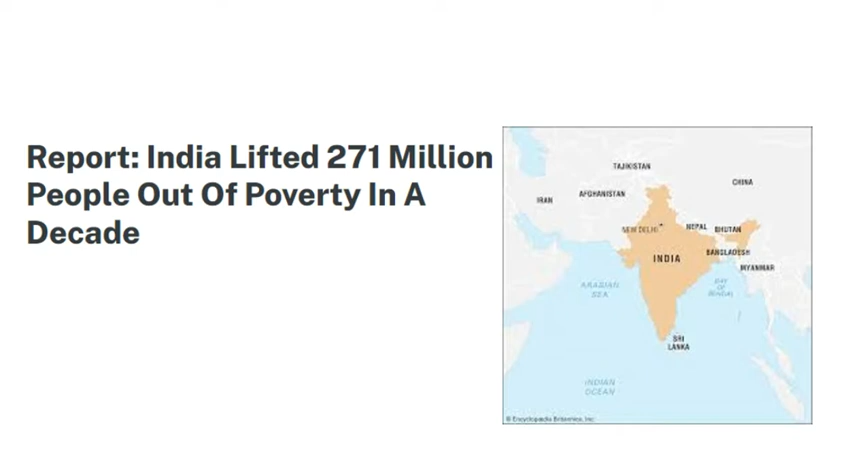 Report: India Lifted 271 Million
People Out Of Poverty In A
Decade
TAJIKISTAN
CHINA
AFGHANISTAN
IRAN
NEW DELHI
NEPAL
BHUTAN
INDIA
BANGLADESH
MYANMAR
ARABIAN
SEA
BAY
OF
BENGAL
SRI
LANKA
INDIAN
OCEAN
© Encyclopædia Britannica, Inc.